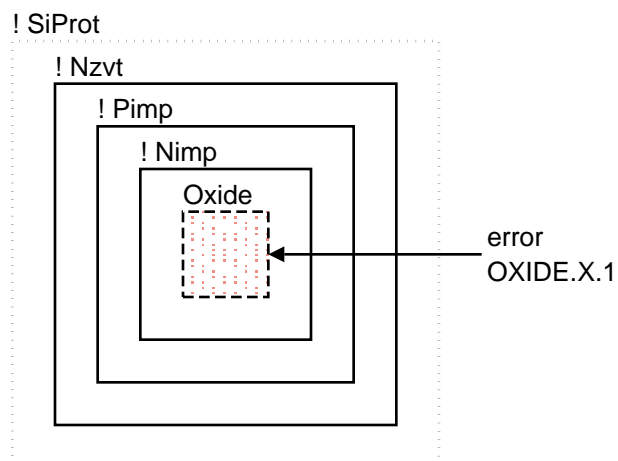 ! SiProt
! Nzvt
! Pimp
! Nimp
Oxide
error
OXIDE.X.1